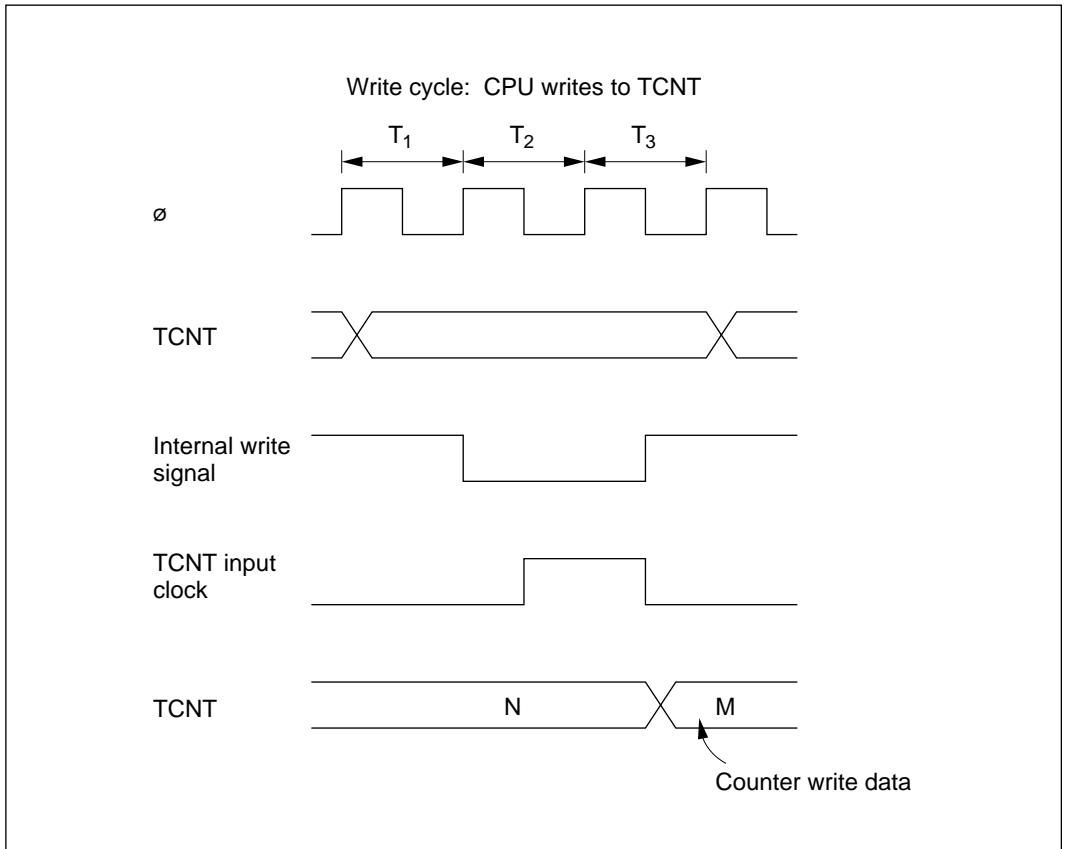 Write cycle: CPU writes to TCNT
T1 T2 T3
ø
TCNT
Internal write
signal
TCNT input
clock
TCNT N M
Counter write data